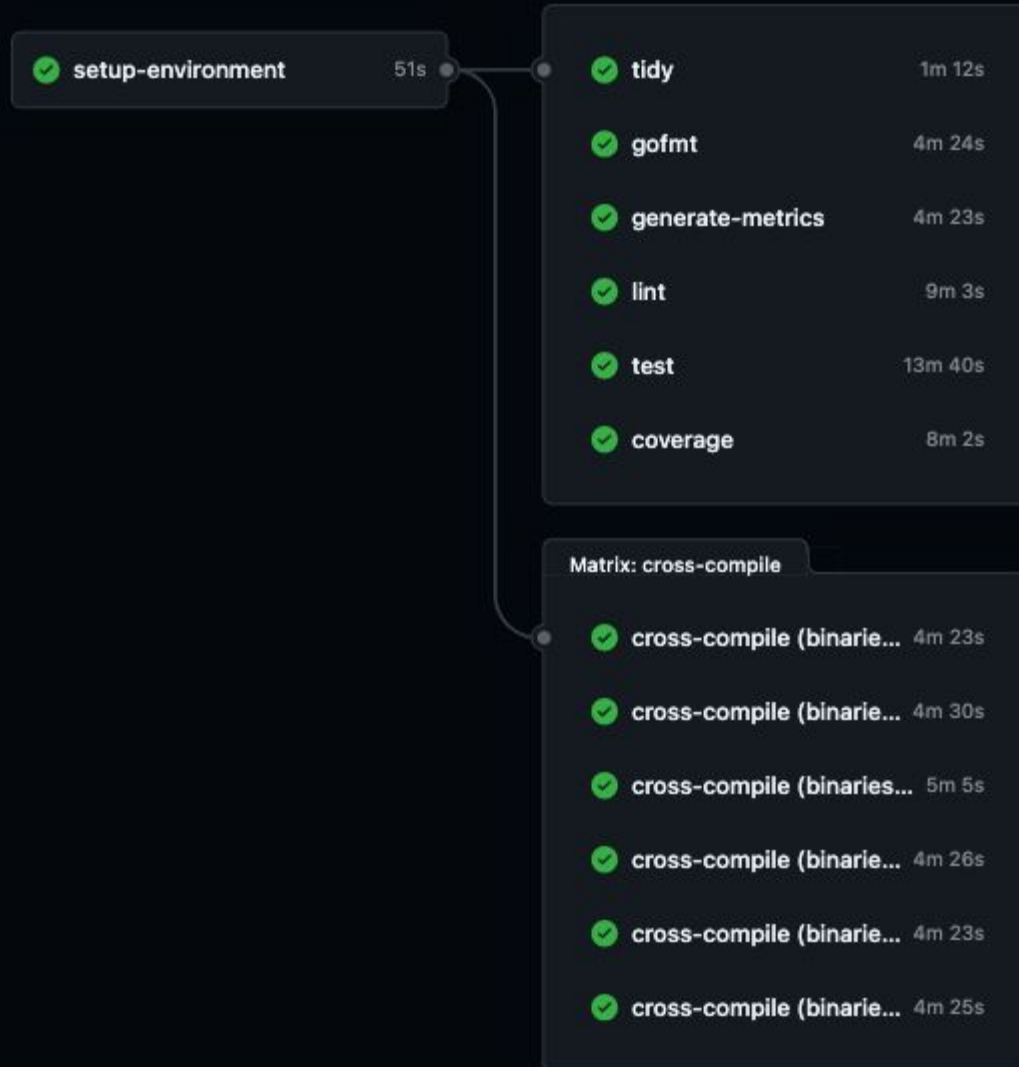 setup-environment 51s
tidy 1m 12s
gofmt 4m 24s
generate-metrics 4m 23s
lint 9m 3s
test 13m 40s
coverage 8m 2s
Matrix: cross-compile
cross-compile (binarie... 4m 23s
cross-compile (binarie... 4m 30s
cross-compile (binaries... 5m 5s
cross-compile (binarie... 4m 26s
cross-compile (binarie... 4m 23s
cross-compile (binarie... 4m 25s